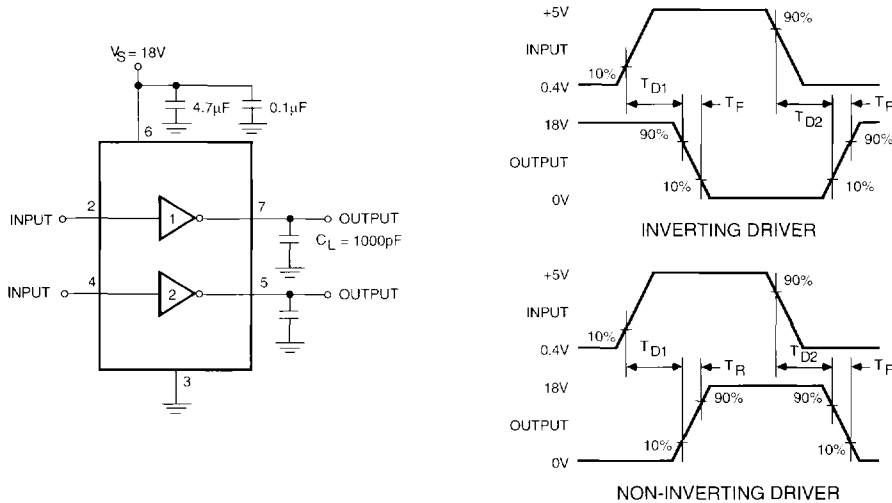 V_S = 18V
4.7µF
0.1µF
6
INPUT
2
1
7
OUTPUT
C_L = 1000pF
INPUT
4
2
5
OUTPUT
3
+5V
90%
INPUT
10%
T_D1
T_F
T_D2
T_R
0.4V
18V
90%
90%
OUTPUT
10%
10%
0V
INVERTING DRIVER
+5V
90%
INPUT
10%
T_D1
T_R
T_D2
T_F
0.4V
18V
90%
90%
OUTPUT
10%
10%
0V
NON-INVERTING DRIVER